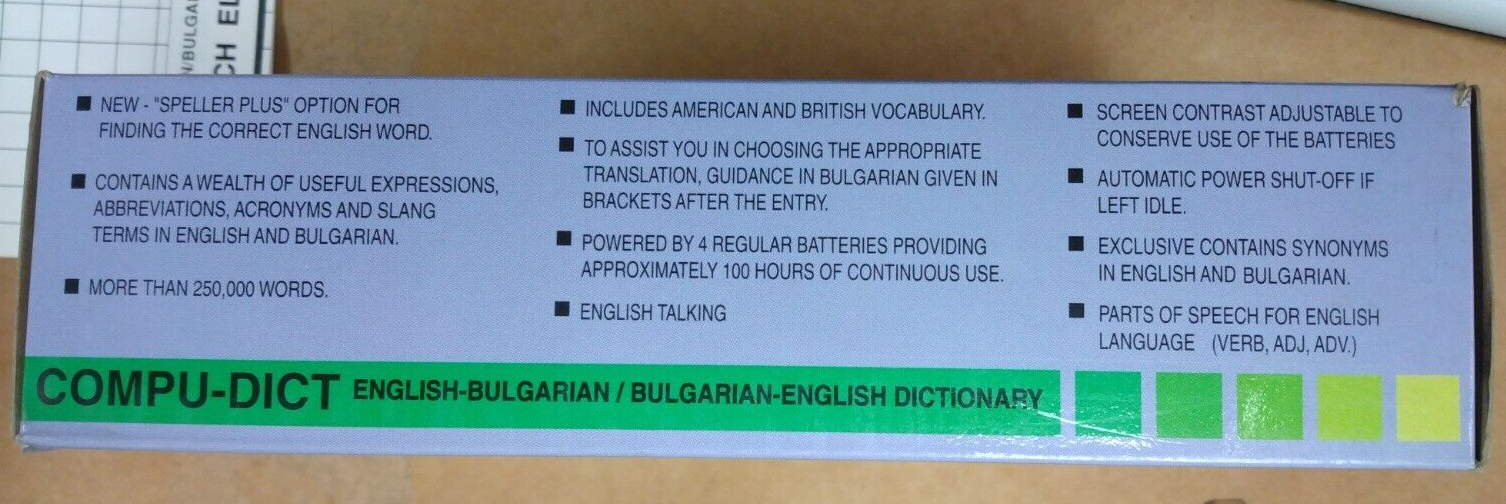 N/BULGA
CH EL
■ NEW - "SPELLER PLUS" OPTION FOR
FINDING THE CORRECT ENGLISH WORD.
■ CONTAINS A WEALTH OF USEFUL EXPRESSIONS,
ABBREVIATIONS, ACRONYMS AND SLANG
TERMS IN ENGLISH AND BULGARIAN.
■ MORE THAN 250,000 WORDS.
■ INCLUDES AMERICAN AND BRITISH VOCABULARY.
■ TO ASSIST YOU IN CHOOSING THE APPROPRIATE
TRANSLATION, GUIDANCE IN BULGARIAN GIVEN IN
BRACKETS AFTER THE ENTRY.
■ POWERED BY 4 REGULAR BATTERIES PROVIDING
APPROXIMATELY 100 HOURS OF CONTINUOUS USE.
■ ENGLISH TALKING
■ SCREEN CONTRAST ADJUSTABLE TO
CONSERVE USE OF THE BATTERIES
■ AUTOMATIC POWER SHUT-OFF IF
LEFT IDLE.
■ EXCLUSIVE CONTAINS SYNONYMS
IN ENGLISH AND BULGARIAN.
■ PARTS OF SPEECH FOR ENGLISH
LANGUAGE (VERB, ADJ, ADV.)
COMPU-DICT ENGLISH-BULGARIAN / BULGARIAN-ENGLISH DICTIONARY